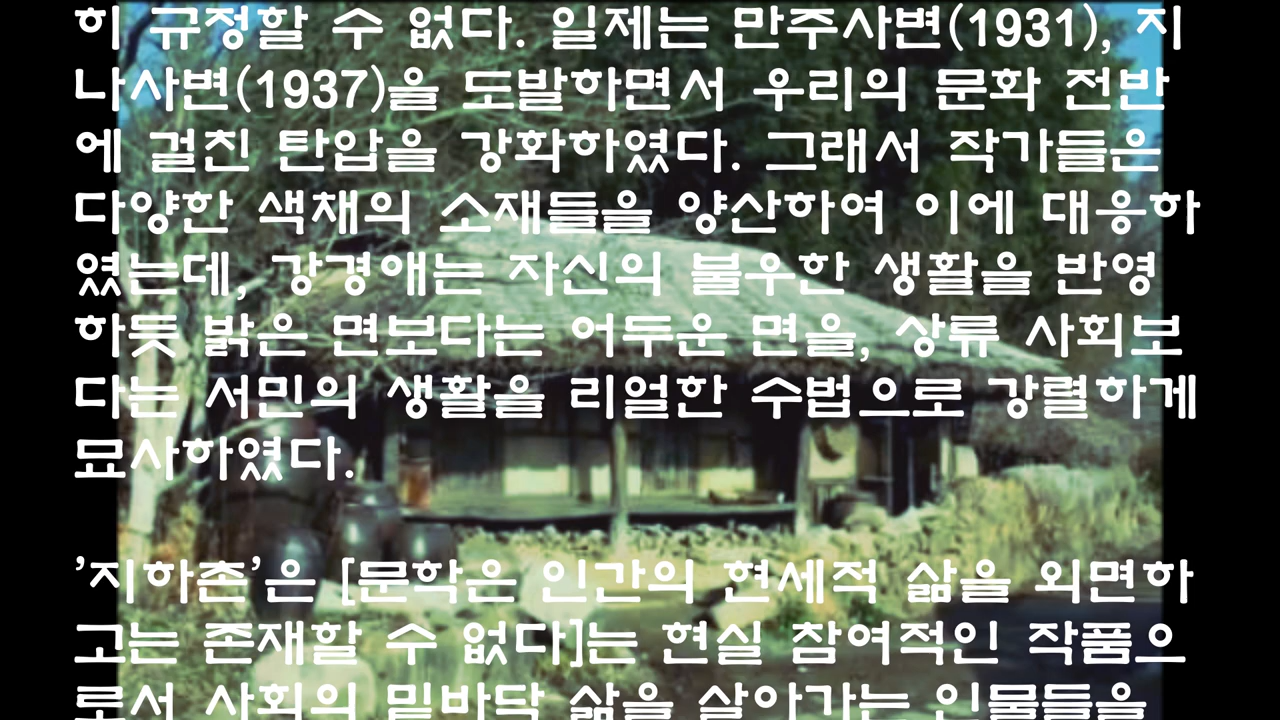 히 규정할 수 없다. 일제는 만주사변(1931), 지
나사변(1937)을 도발하면서 우리의 문화 전반
에 걸친 탄압을 강화하였다. 그래서 작가들은
다양한 색채의 소재들을 양산하여 이에 대응하
였는데, 강경애는 자신의 불우한 생활을 반영
하듯 밝은 면보다는 어두운 면을, 상류 사회보
다는 서민의 생활을 리얼한 수법으로 강렬하게
묘사하였다.
'지하촌'은 [문학은 인간의 현세적 삶을 외면하
고는 존재할 수 없다]는 현실 참여적인 작품으
로서 사회의 밑바닥 삶을 살아가는 인물들을